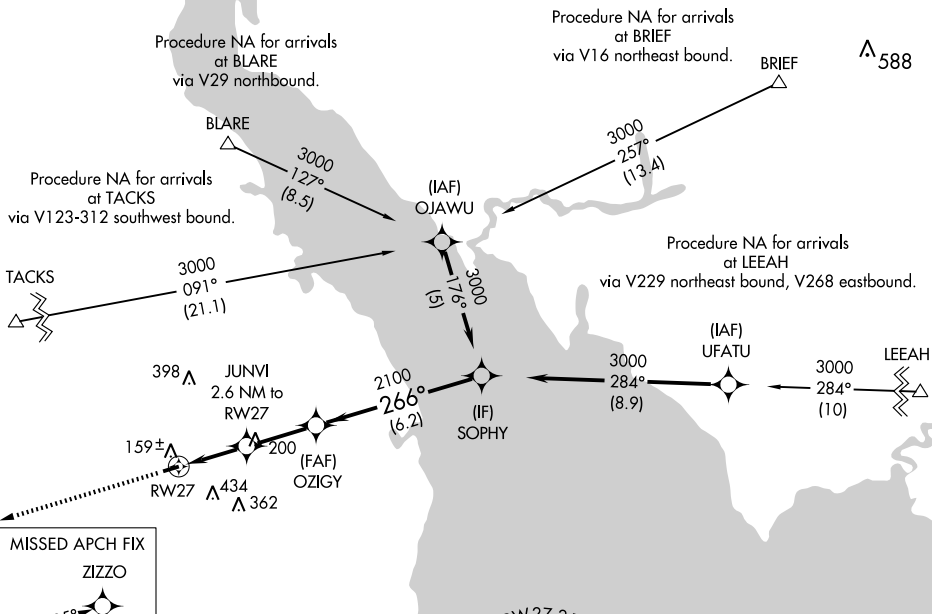 Procedure NA for arrivals
at BLARE
via V29 northbound.
Procedure NA for arrivals
at BRIEF
via V16 northeast bound.
588
BRIEF
BLARE
3000
127°
(8.5)
3000
257°
(13.4)
Procedure NA for arrivals
at TACKS
via V123-312 southwest bound.
(IAF)
OJAWU
Procedure NA for arrivals
at LEEAH
via V229 northeast bound, V268 eastbound.
TACKS
3000
091°
(21.1)
3000
176°
(5)
(IAF)
UFATU
LEEAH
3000
284°
(8.9)
3000
284°
(10)
398
JUNVI
2.6 NM to
RW27
2100
266°
(6.2)
(IF)
SOPHY
159±
200
(FAF)
OZIGY
RW27
434
362
MISSED APCH FIX
ZIZZO